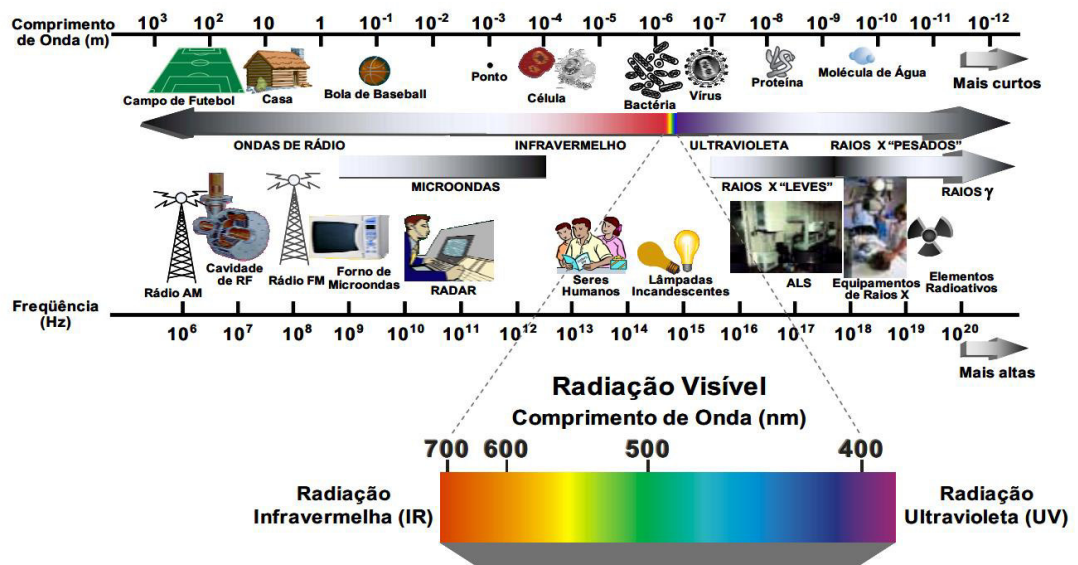 Comprimento de Onda (m)
10³ 10² 10 1 10⁻¹ 10⁻² 10⁻³ 10⁻⁴ 10⁻⁵ 10⁻⁶ 10⁻⁷ 10⁻⁸ 10⁻⁹ 10⁻¹⁰ 10⁻¹¹ 10⁻¹²
Campo de Futebol
Casa
Bola de Baseball
Ponto
Célula
Bactéria
Vírus
Proteína
Molécula de Água
Mais curtos
ONDAS DE RÁDIO
INFRAVERMELHO
ULTRAVIOLETA
RAIOS X “PESADOS”
MICROONDAS
RAIOS X “LEVES”
RAIOS γ
Rádio AM
Cavidade
de RF
Rádio FM
Forno de
Microondas
RADAR
Seres
Humanos
Lâmpadas
Incandescentes
ALS
Equipamentos
de Raios X
Elementos
Radioativos
Freqüência
(Hz)
10⁶ 10⁷ 10⁸ 10⁹ 10¹⁰ 10¹¹ 10¹² 10¹³ 10¹⁴ 10¹⁵ 10¹⁶ 10¹⁷ 10¹⁸ 10¹⁹ 10²⁰
Mais altas
Radiação Visível
Comprimento de Onda (nm)
700 600 500 400
Radiação
Infravermelha (IR)
Radiação
Ultravioleta (UV)